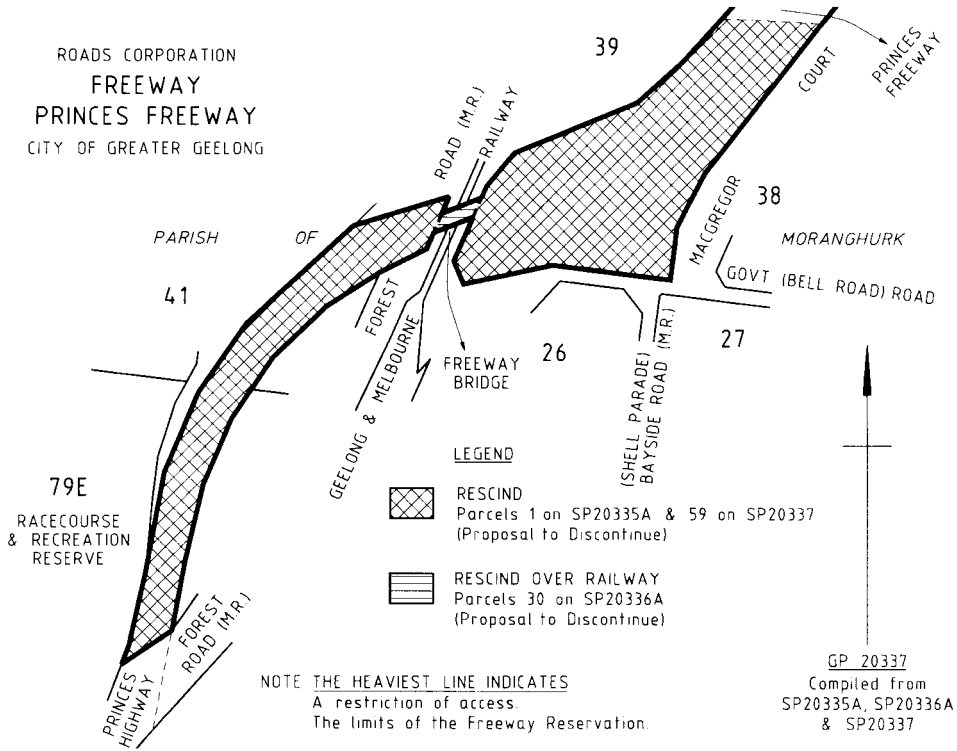 ROADS CORPORATION
FREEWAY
PRINCES FREEWAY
CITY OF GREATER GEELONG
39
COURT
PRINCES
FREEWAY
ROAD (M.R.)
RAILWAY
PARISH OF
MORANGHURK
MACGREGOR
38
GOVT (BELL ROAD) ROAD
41
FOREST
GEELONG & MELBOURNE
FREEWAY
BRIDGE
26
(SHELL PARADE)
BAYSIDE ROAD (M.R.)
27
79E
RACECOURSE
& RECREATION
RESERVE
LEGEND
RESCIND
Parcels 1 on SP20335A & 59 on SP20337
(Proposal to Discontinue)
RESCIND OVER RAILWAY
Parcels 30 on SP20336A
(Proposal to Discontinue)
FOREST
ROAD (M.R.)
PRINCES
HIGHWAY
NOTE THE HEAVIEST LINE INDICATES
A restriction of access.
The limits of the Freeway Reservation.
GP 20337
Compiled from
SP20335A, SP20336A
& SP20337